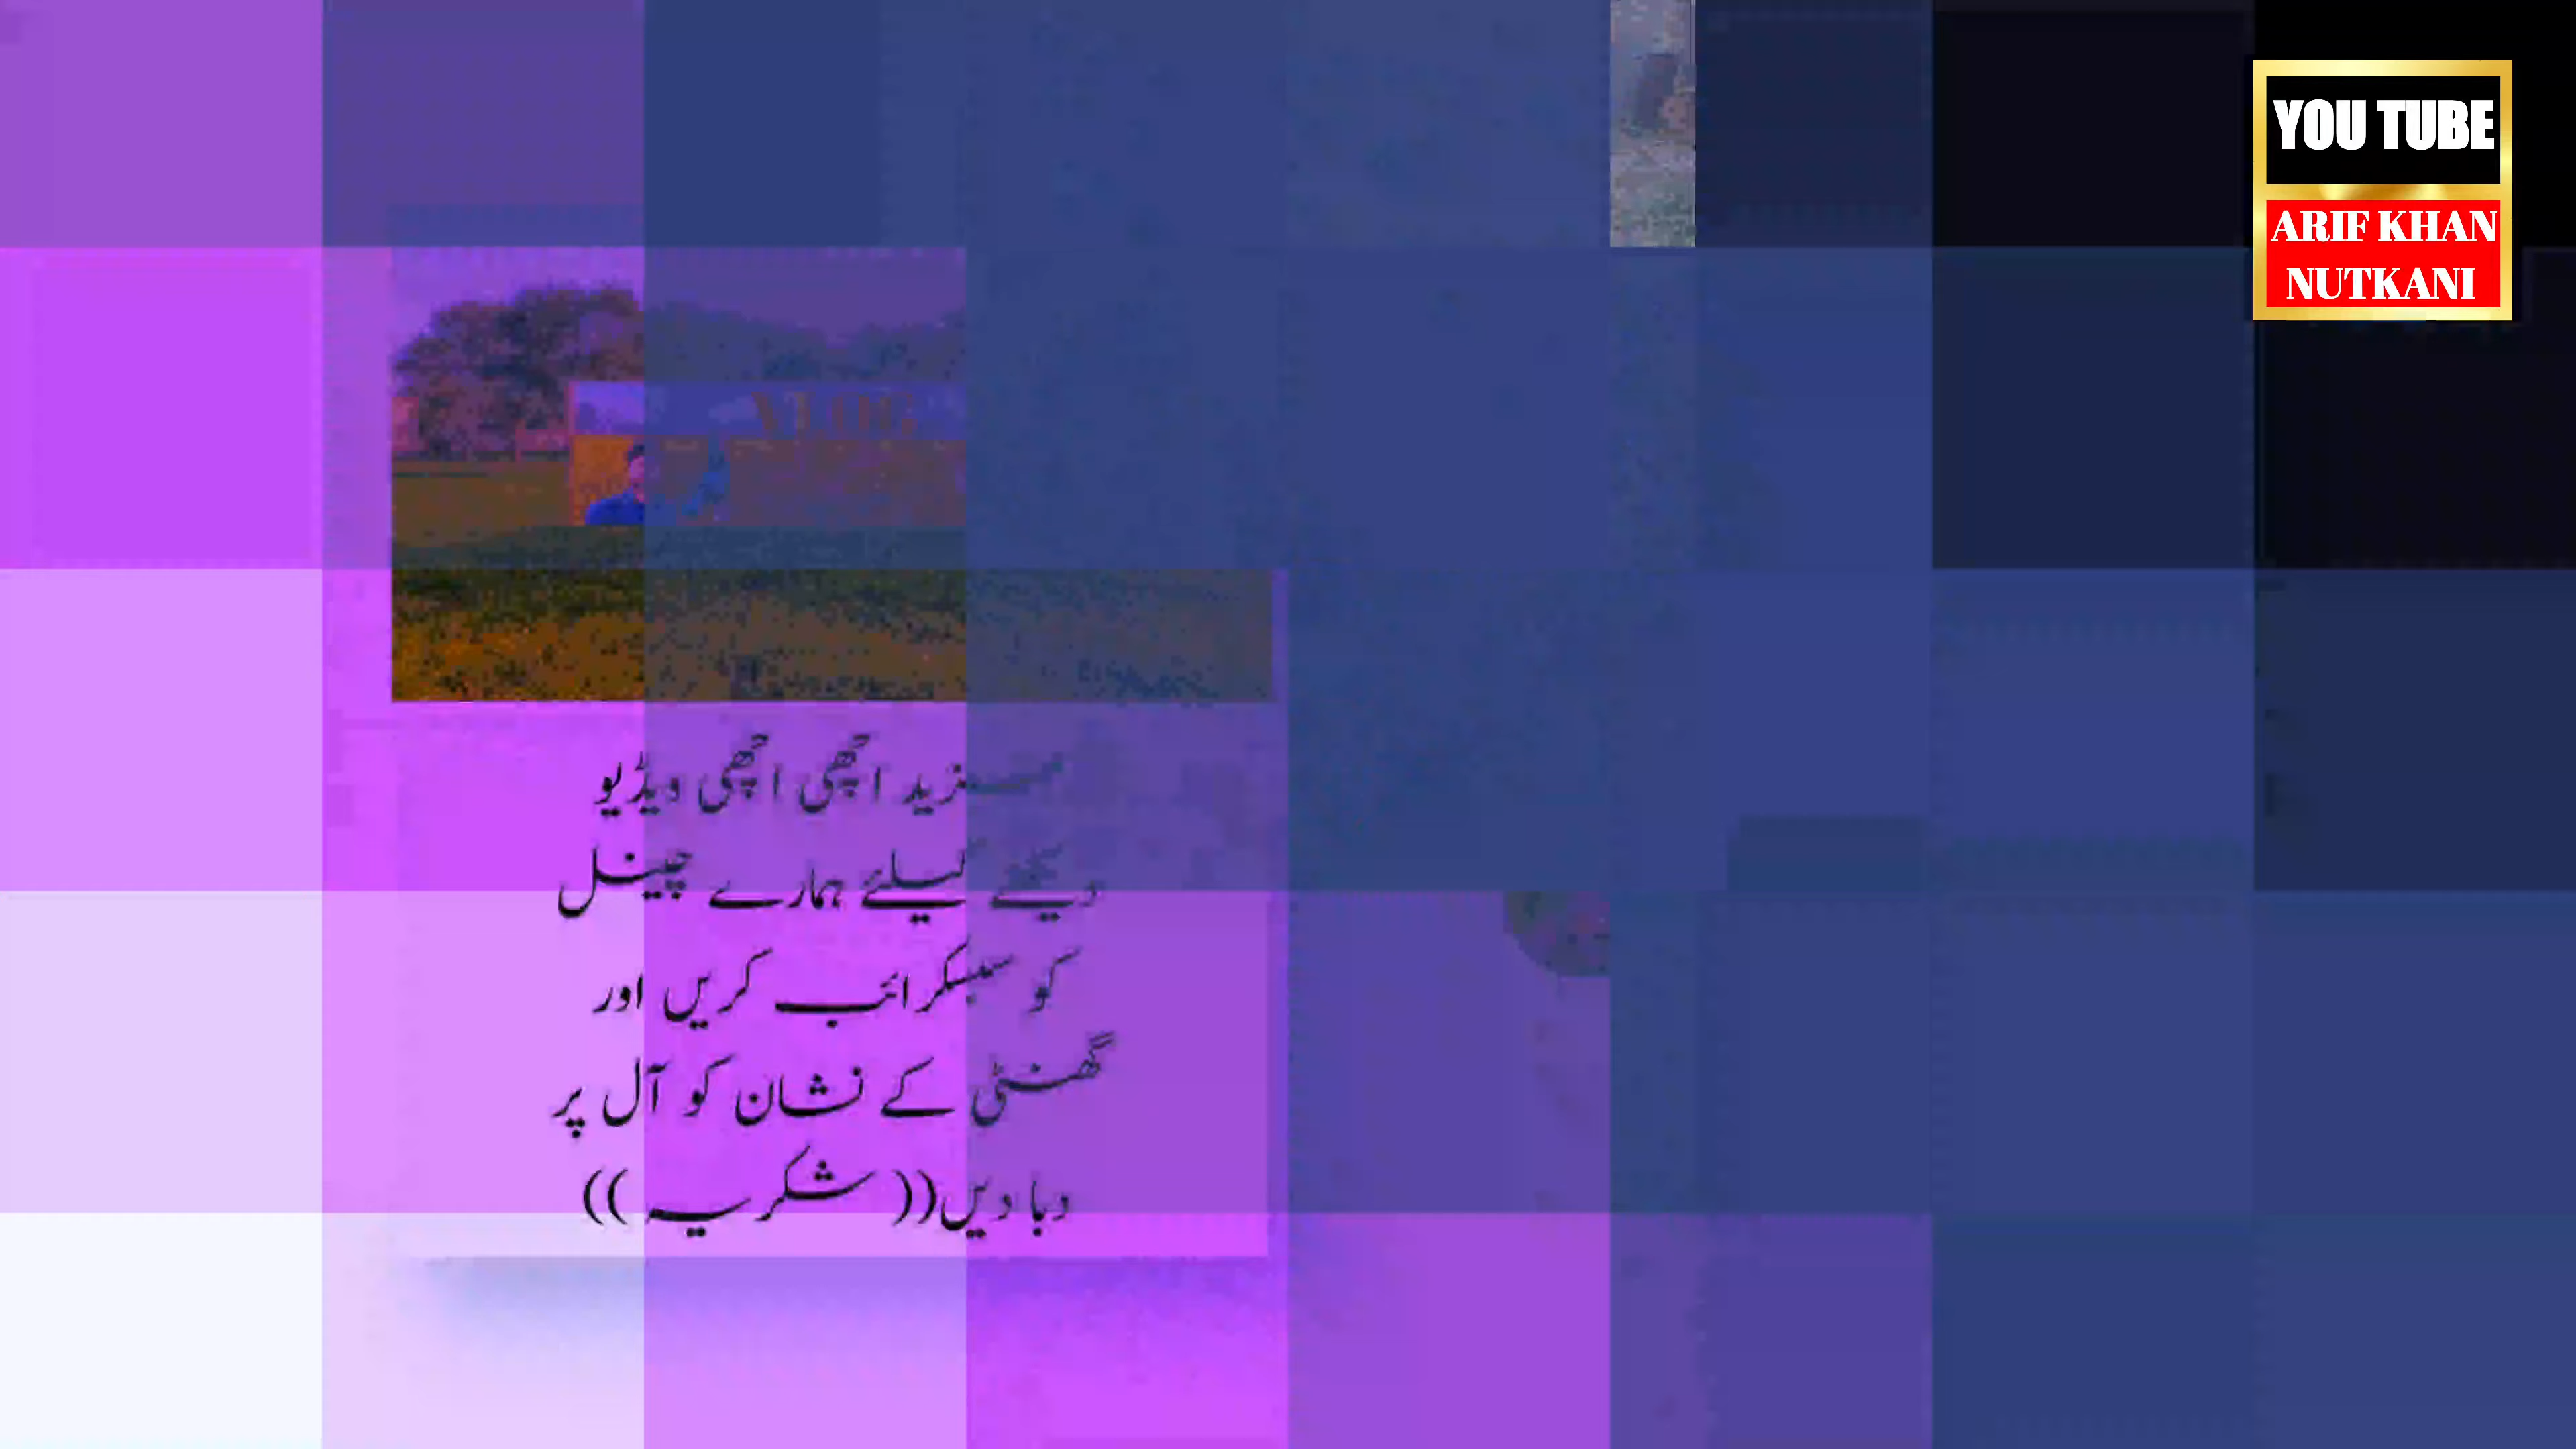 YOU TUBE
ARIF KHAN
NUTKANI
VLOG
مزید اچھی اچھی ویڈیو
دیکھنے کیلئے ہمارے چینل
کو سبسکرائب کریں اور
گھنٹی کے نشان کو آل پر
دبا دیں((شکریہ))